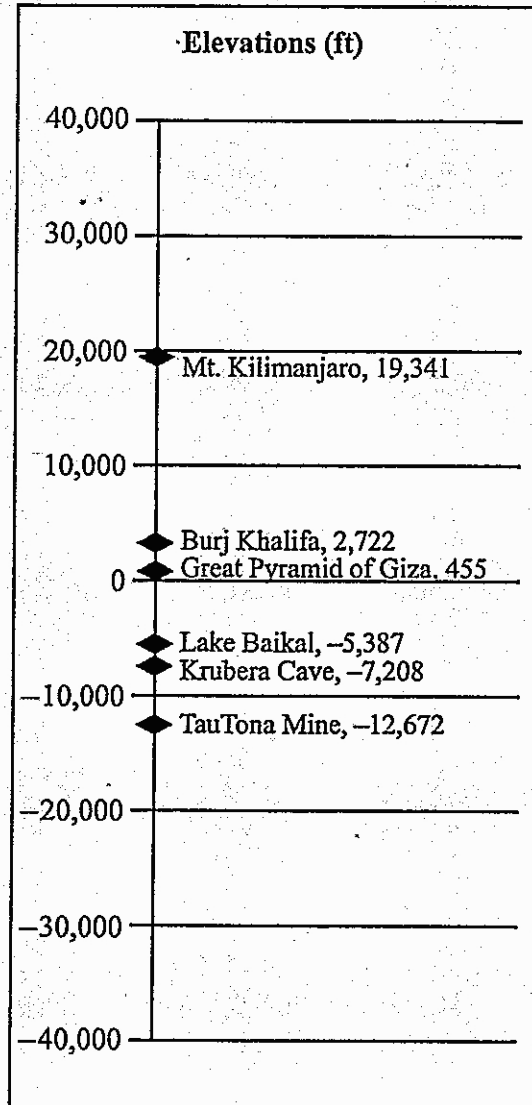 Elevations (ft)
40,000
30,000
20,000
Mt. Kilimanjaro, 19,341
10,000
Burj Khalifa, 2,722
Great Pyramid of Giza, 455
0
Lake Baikal, –5,387
Krubera Cave, –7,208
–10,000
TauTona Mine, –12,672
–20,000
–30,000
–40,000